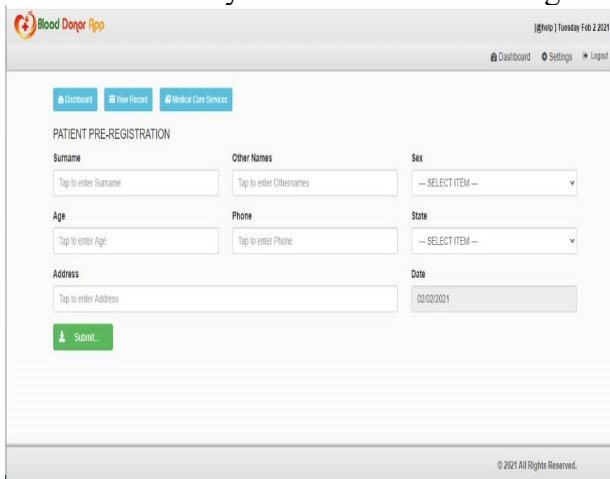 Blood Donor App
[@help] Tuesday Feb 2 2021
Dashboard Settings Logout
Dashboard View Record Medical Care Services
PATIENT PRE-REGISTRATION
Surname Other Names Sex
Tap to enter Surname Tap to enter Othernames --- SELECT ITEM ---
Age Phone State
Tap to enter Age Tap to enter Phone --- SELECT ITEM ---
Address Date
Tap to enter Address 02/02/2021
Submit...
© 2021 All Rights Reserved.